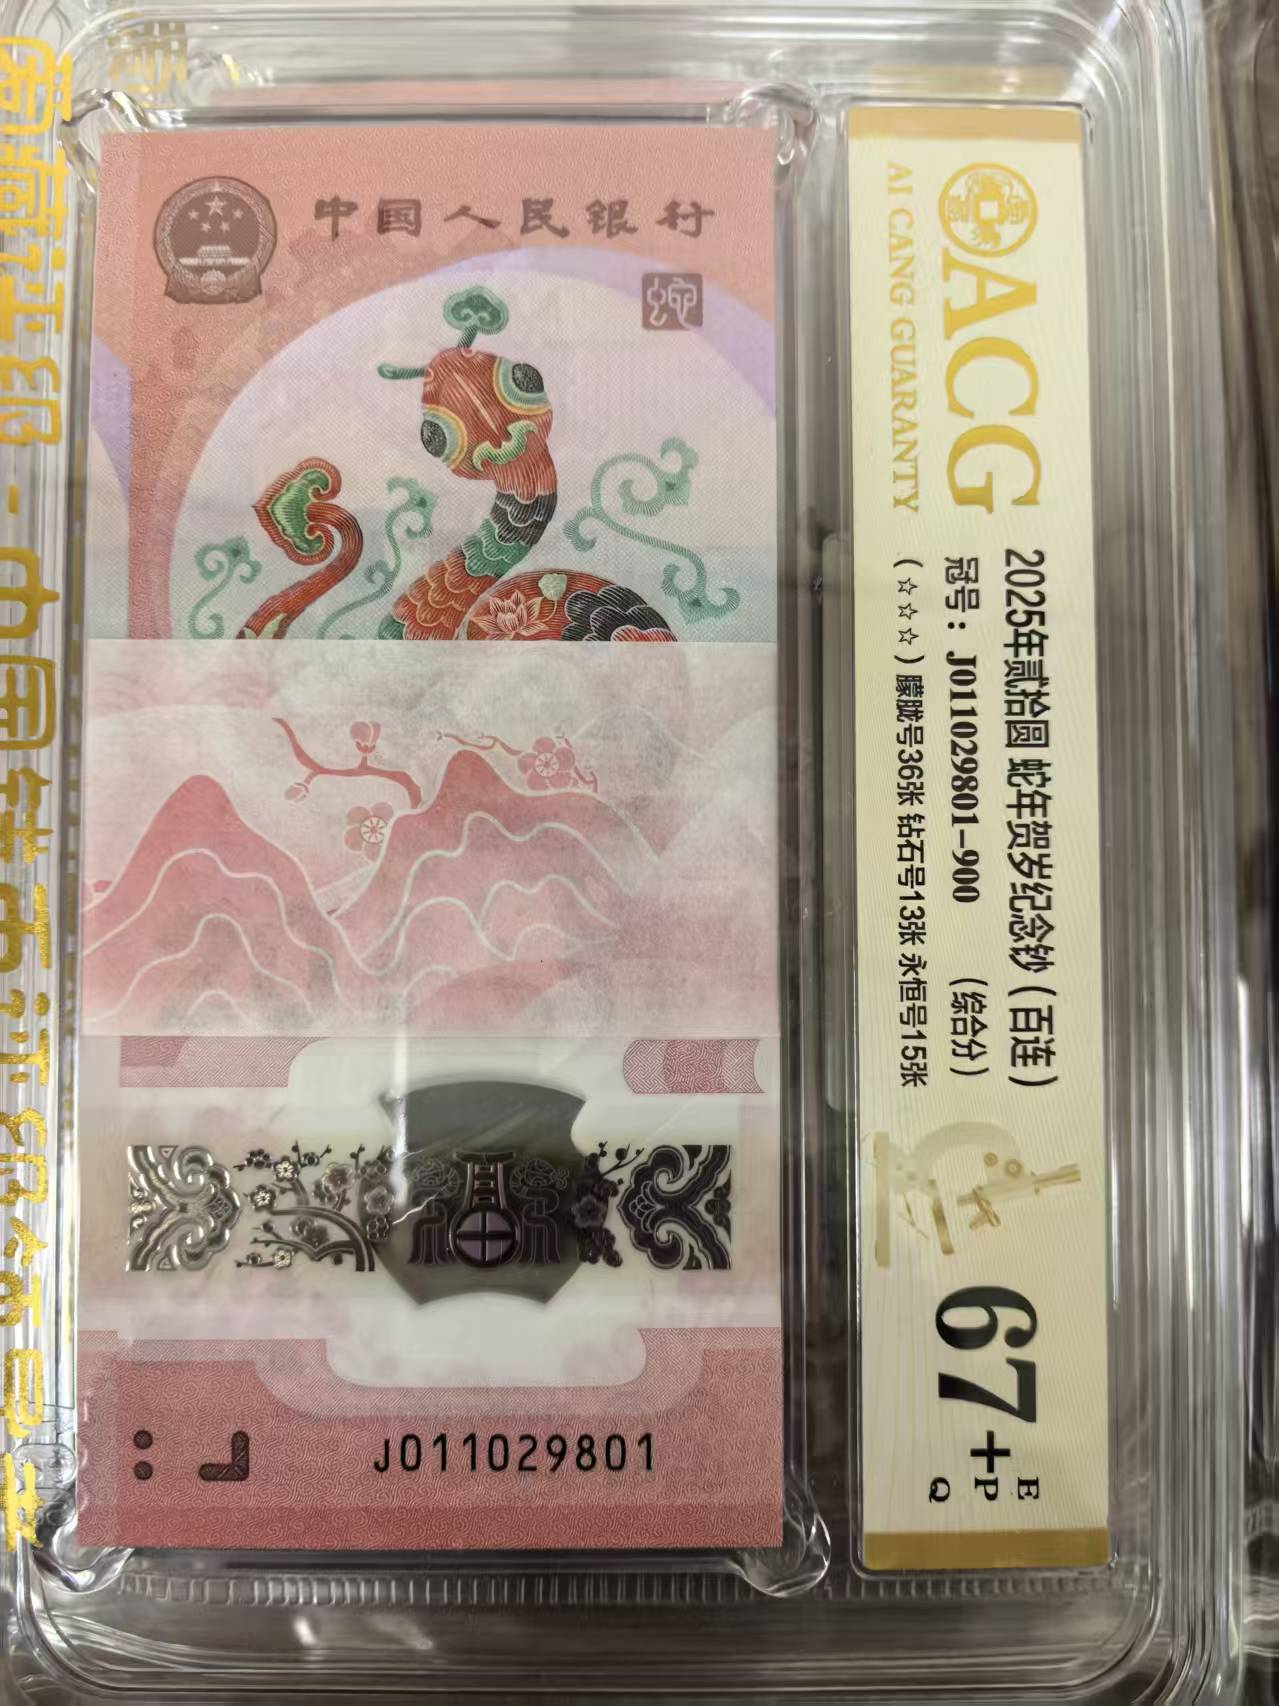 中国人民银行
蛇
J011029801
ACG
AI CANG GUARANTY
2025年贰拾圆 蛇年贺岁纪念钞（百连）
冠号：J011029801-900 （综合分）
（☆☆☆）朦胧号36张 钻石号13张 永恒号15张
67+
E
P
Q